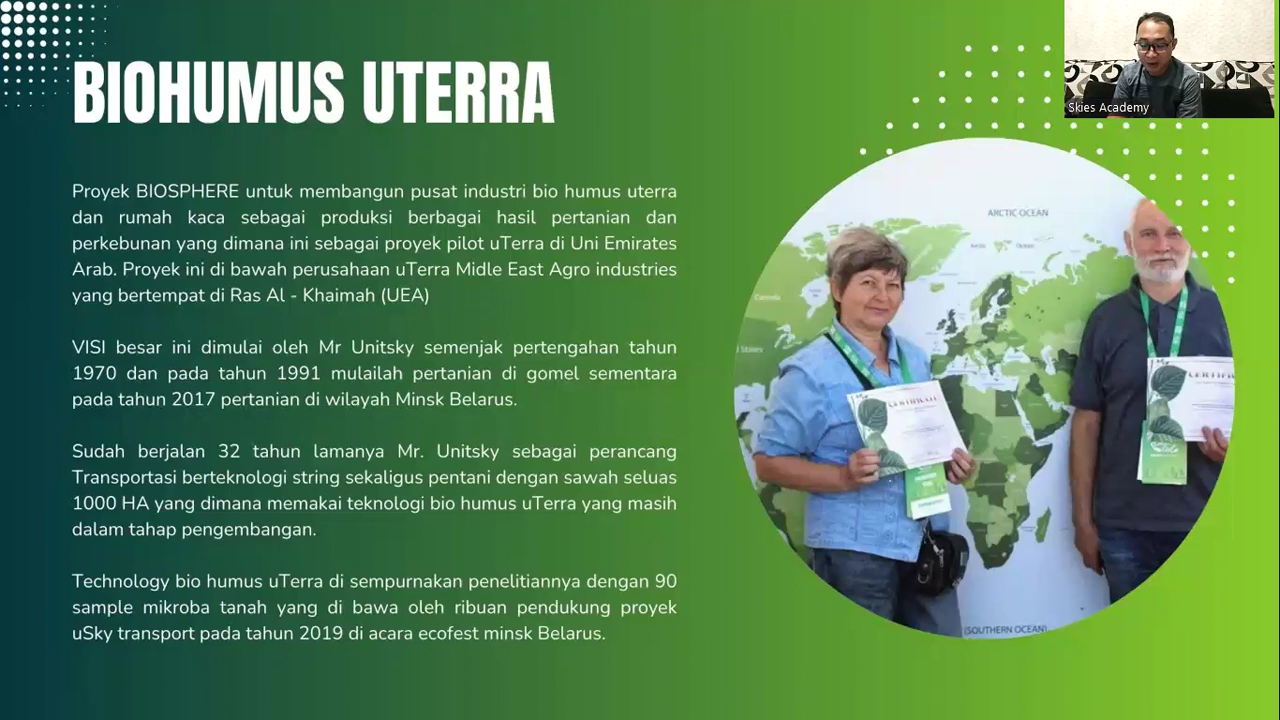 BIOHUMUS UTERRA
Skies Academy
Proyek BIOSPHERE untuk membangun pusat industri bio humus uterra
dan rumah kaca sebagai produksi berbagai hasil pertanian dan
perkebunan yang dimana ini sebagai proyek pilot uTerra di Uni Emirates
Arab. Proyek ini di bawah perusahaan uTerra Midle East Agro industries
yang bertempat di Ras Al - Khaimah (UEA)
VISI besar ini dimulai oleh Mr Unitsky semenjak pertengahan tahun
1970 dan pada tahun 1991 mulailah pertanian di gomel sementara
pada tahun 2017 pertanian di wilayah Minsk Belarus.
Sudah berjalan 32 tahun lamanya Mr. Unitsky sebagai perancang
Transportasi berteknologi string sekaligus pentani dengan sawah seluas
1000 HA yang dimana memakai teknologi bio humus uTerra yang masih
dalam tahap pengembangan.
Technology bio humus uTerra di sempurnakan penelitiannya dengan 90
sample mikroba tanah yang di bawa oleh ribuan pendukung proyek
uSky transport pada tahun 2019 di acara ecofest minsk Belarus.
ARCTIC OCEAN
Canada
CERTIFICATE
CERTIFI
(SOUTHERN OCEAN)